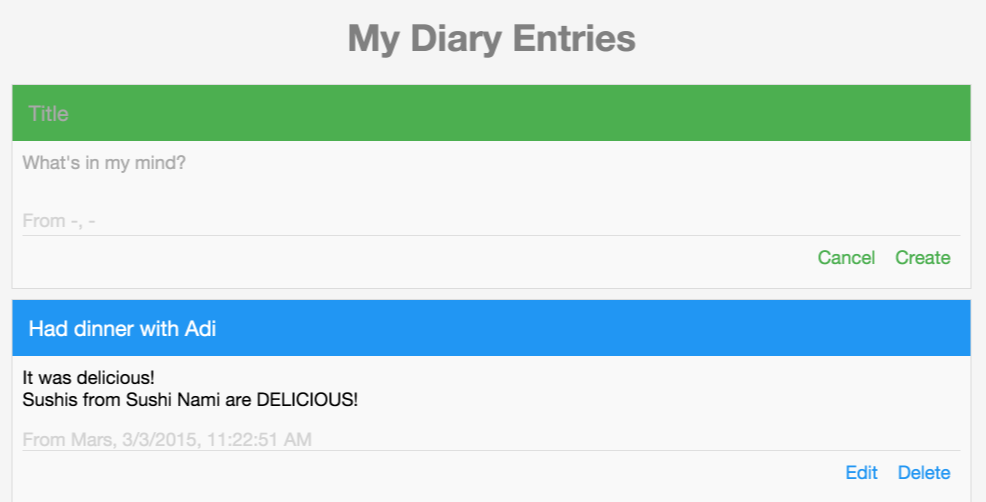 My Diary Entries
Title
What's in my mind?
From -, -
Cancel Create
Had dinner with Adi
It was delicious!
Sushis from Sushi Nami are DELICIOUS!
From Mars, 3/3/2015, 11:22:51 AM
Edit Delete